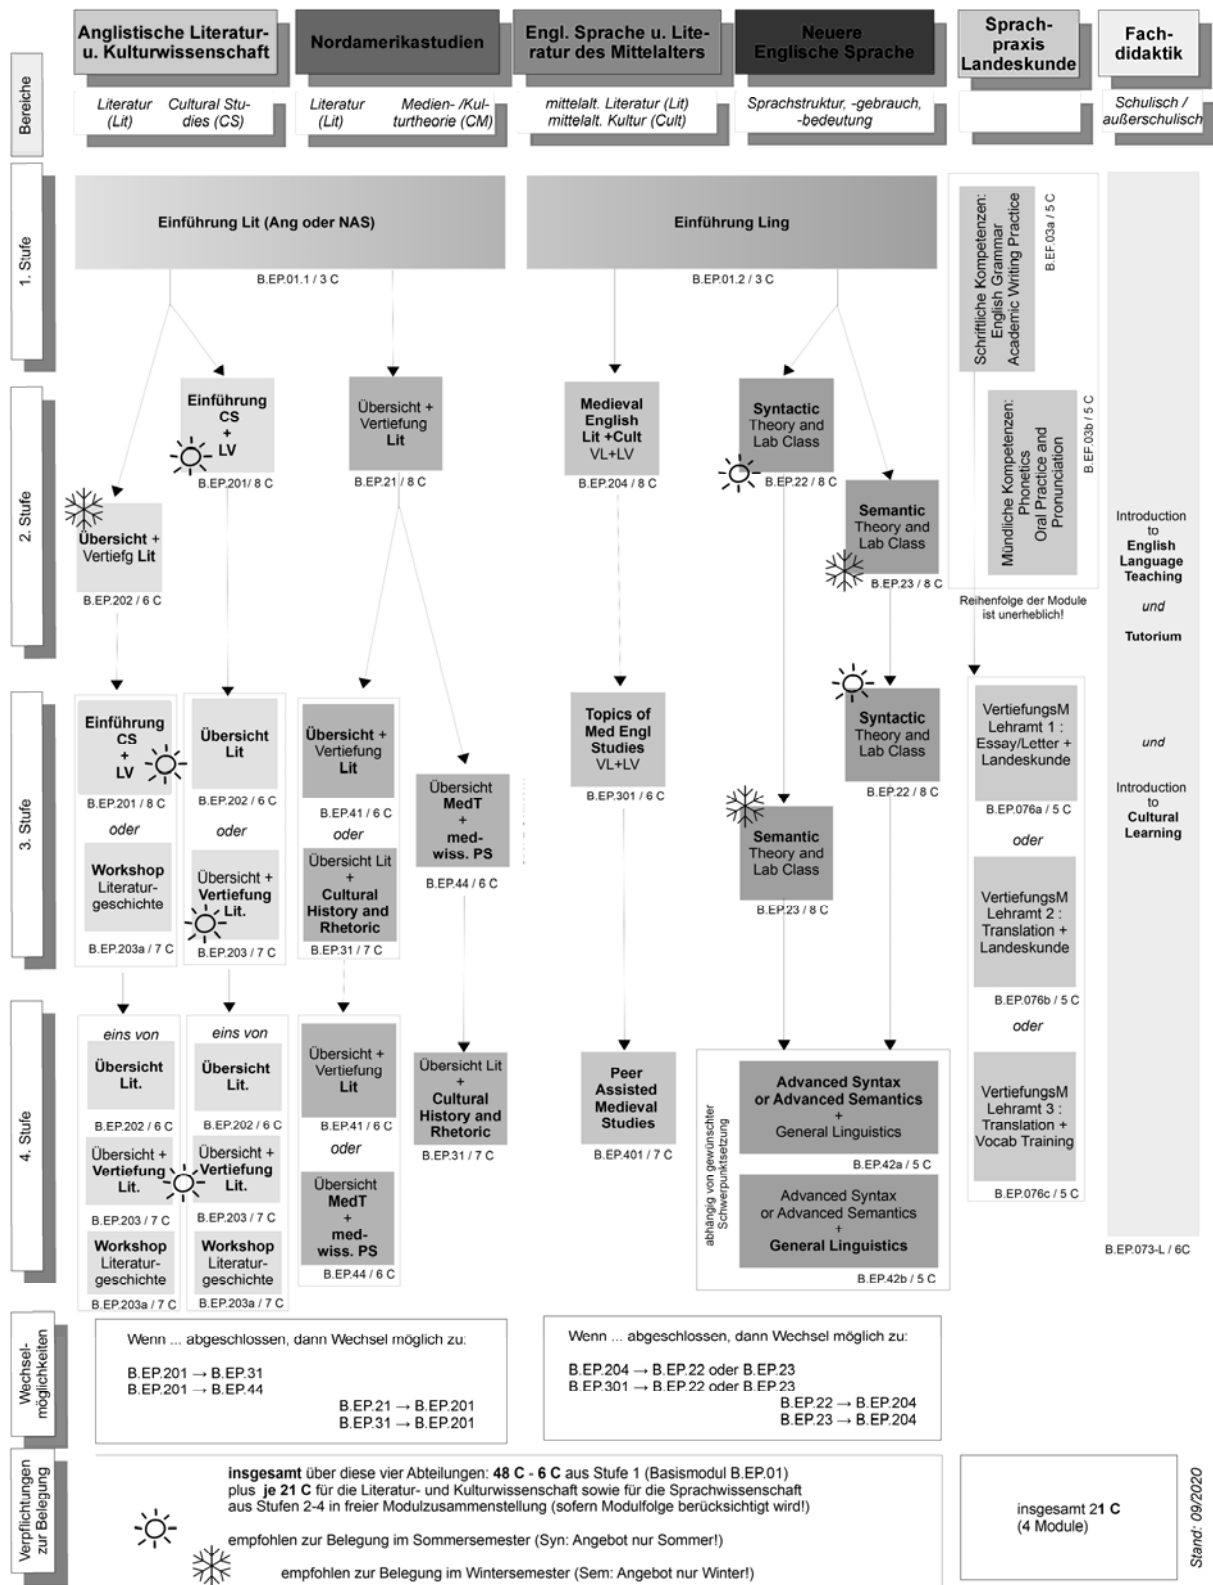 Anglistische Literatur-
u. Kulturwissenschaft
Nordamerikastudien
Engl. Sprache u. Lite-
ratur des Mittelalters
Neuere
Englische Sprache
Sprach-
praxis
Landeskunde
Fach-
didaktik
Bereiche
Literatur
(Lit)
Cultural Stu-
dies (CS)
Literatur
(Lit)
Medien- /Kul-
turtheorie (CM)
mittelalt. Literatur (Lit)
mittelalt. Kultur (Cult)
Sprachstruktur, -gebrauch,
-bedeutung
Schulisch /
außerschulisch
1. Stufe
Einführung Lit (Ang oder NAS)
B.EP.01.1 / 3 C
Einführung Ling
B.EP.01.2 / 3 C
Schriftliche Kompetenzen:
English Grammar
Academic Writing Practice
B.EF.03a / 5 C
2. Stufe
Einführung
CS
+
LV
B.EP.201/ 8 C
Übersicht +
Vertiefung
Lit
B.EP.21 / 8 C
Medieval
English
Lit +Cult
VL+LV
B.EP.204 / 8 C
Syntactic
Theory and
Lab Class
B.EP.22 / 8 C
Mündliche Kompetenzen:
Phonetics
Oral Practice and
Pronunciation
B.EF.03b / 5 C
Übersicht +
Vertiefg Lit
B.EP.202 / 6 C
Semantic
Theory and
Lab Class
B.EP.23 / 8 C
Reihenfolge der Module
ist unerheblich!
Introduction
to
English
Language
Teaching
und
Tutorium
und
Introduction
to
Cultural
Learning
B.EP.073-L / 6C
3. Stufe
Einführung
CS
+
LV
B.EP.201 / 8 C
oder
Workshop
Literatur-
geschichte
B.EP.203a / 7 C
Übersicht
Lit
B.EP.202 / 6 C
oder
Übersicht +
Vertiefung
Lit.
B.EP.203 / 7 C
Übersicht +
Vertiefung
Lit
B.EP.41 / 6 C
oder
Übersicht Lit
+
Cultural
History and
Rhetoric
B.EP.31 / 7 C
Übersicht
MedT
+
med-
wiss. PS
B.EP.44 / 6 C
Topics of
Med Engl
Studies
VL+LV
B.EP.301 / 6 C
Syntactic
Theory and
Lab Class
B.EP.22 / 8 C
Semantic
Theory and
Lab Class
B.EP.23 / 8 C
VertiefungsM
Lehramt 1 :
Essay/Letter +
Landeskunde
B.EP.076a / 5 C
oder
VertiefungsM
Lehramt 2 :
Translation +
Landeskunde
B.EP.076b / 5 C
oder
VertiefungsM
Lehramt 3 :
Translation +
Vocab Training
B.EP.076c / 5 C
4. Stufe
eins von
Übersicht
Lit.
B.EP.202 / 6 C
Übersicht +
Vertiefung
Lit.
B.EP.203 / 7 C
Workshop
Literatur-
geschichte
B.EP.203a / 7 C
eins von
Übersicht
Lit.
B.EP.202 / 6 C
Übersicht +
Vertiefung
Lit.
B.EP.203 / 7 C
Workshop
Literatur-
geschichte
B.EP.203a / 7 C
Übersicht +
Vertiefung
Lit
B.EP.41 / 6 C
oder
Übersicht
MedT
+
med-
wiss. PS
B.EP.44 / 6 C
Übersicht Lit
+
Cultural
History and
Rhetoric
B.EP.31 / 7 C
Peer
Assisted
Medieval
Studies
B.EP.401 / 7 C
abhängig von gewünschter
Schwerpunktsetzung
Advanced Syntax
or Advanced Semantics
+
General Linguistics
B.EP.42a / 5 C
Advanced Syntax
or Advanced Semantics
+
General Linguistics
B.EP.42b / 5 C
Wechsel-
möglichkeiten
Wenn ... abgeschlossen, dann Wechsel möglich zu:
B.EP.201 → B.EP.31
B.EP.201 → B.EP.44
B.EP.21 → B.EP.201
B.EP.31 → B.EP.201
Wenn ... abgeschlossen, dann Wechsel möglich zu:
B.EP.204 → B.EP.22 oder B.EP.23
B.EP.301 → B.EP.22 oder B.EP.23
B.EP.22 → B.EP.204
B.EP.23 → B.EP.204
Verpflichtungen
zur Belegung
insgesamt über diese vier Abteilungen: 48 C - 6 C aus Stufe 1 (Basismodul B.EP.01)
plus je 21 C für die Literatur- und Kulturwissenschaft sowie für die Sprachwissenschaft
aus Stufen 2-4 in freier Modulzusammenstellung (sofern Modulfolge berücksichtigt wird!)
empfohlen zur Belegung im Sommersemester (Syn: Angebot nur Sommer!)
empfohlen zur Belegung im Wintersemester (Sem: Angebot nur Winter!)
insgesamt 21 C
(4 Module)
Stand: 09/2020